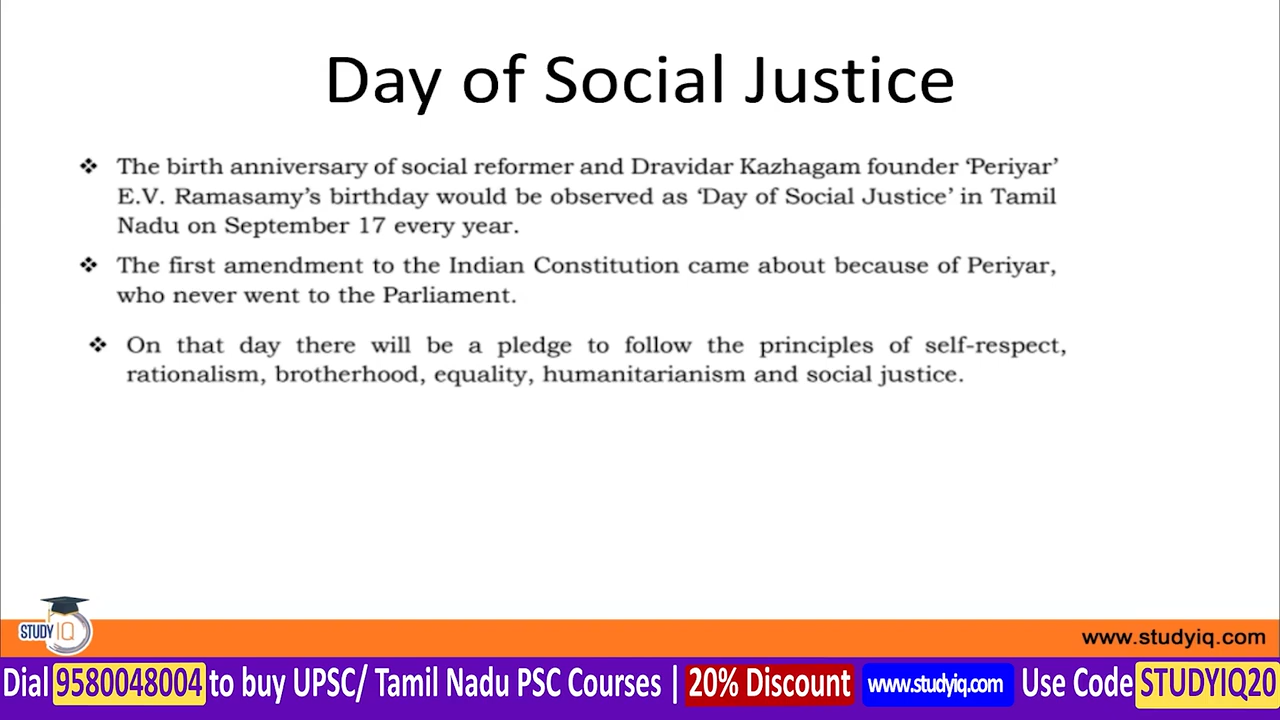 Day of Social Justice
❖ The birth anniversary of social reformer and Dravidar Kazhagam founder ‘Periyar’
E.V. Ramasamy’s birthday would be observed as ‘Day of Social Justice’ in Tamil
Nadu on September 17 every year.
❖ The first amendment to the Indian Constitution came about because of Periyar,
who never went to the Parliament.
❖ On that day there will be a pledge to follow the principles of self-respect,
rationalism, brotherhood, equality, humanitarianism and social justice.
STUDY IQ
www.studyiq.com
Dial 9580048004 to buy UPSC/ Tamil Nadu PSC Courses | 20% Discount www.studyiq.com Use Code STUDYIQ20